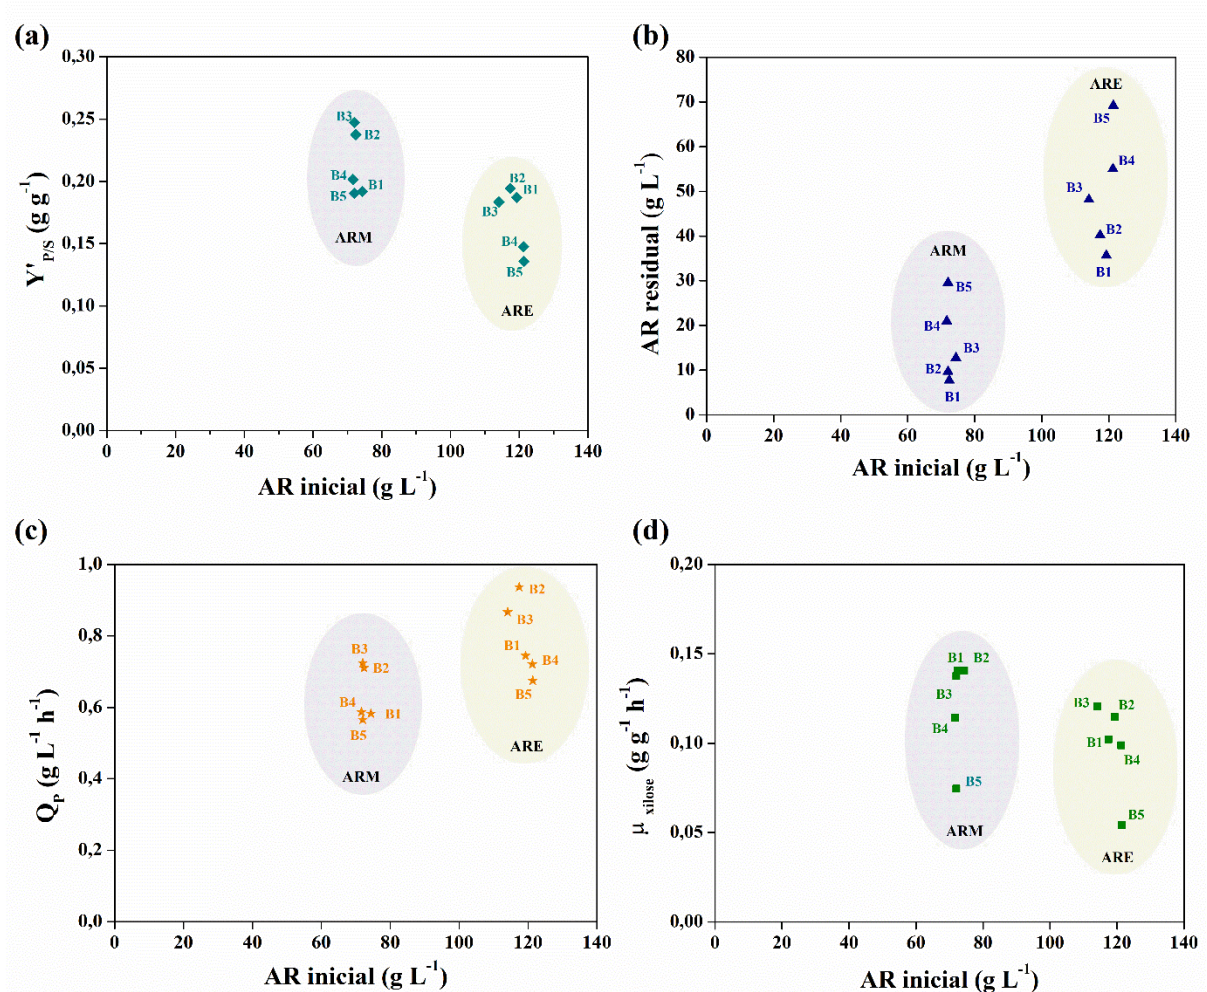 (a)
0,30
0,25
0,20
0,15
0,10
0,05
0,00
Y'P/S (g g-1)
B3
B2
B4
B1
B5
ARM
B2
B1
B3
B4
B5
ARE
0 20 40 60 80 100 120 140
AR inicial (g L-1)
(b)
80
70
60
50
40
30
20
10
0
AR residual (g L-1)
ARE
B5
B4
B3
B2
B1
ARM
B5
B4
B3
B2
B1
0 20 40 60 80 100 120 140
AR inicial (g L-1)
(c)
1,0
0,8
0,6
0,4
0,2
0,0
QP (g L-1 h-1)
B3
B2
B4
B1
B5
ARM
B2
B3
B1
B4
B5
ARE
0 20 40 60 80 100 120 140
AR inicial (g L-1)
(d)
0,20
0,15
0,10
0,05
0,00
μ xilose (g g-1 h-1)
B1 B2
B3
B4
B5
ARM
B3
B2
B1
B4
B5
ARE
0 20 40 60 80 100 120 140
AR inicial (g L-1)